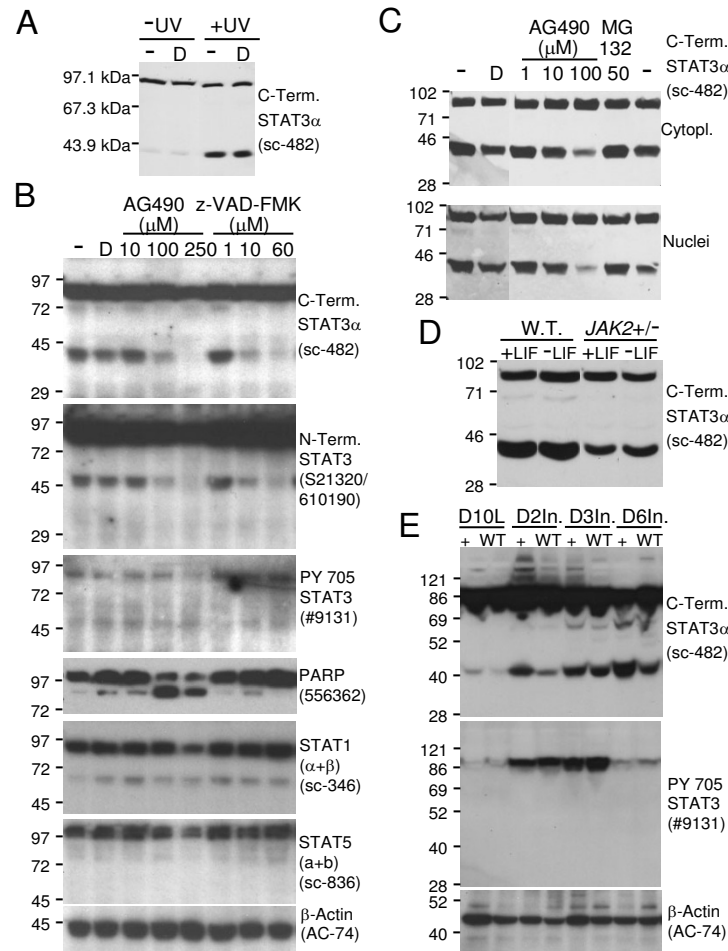 A
−UV +UV
− D − D
97.1 kDa
67.3 kDa
43.9 kDa
C-Term.
STAT3α
(sc-482)
B
AG490 z-VAD-FMK
(μM) (μM)
− D 10 100 250 1 10 60
97
72
45
29
C-Term.
STAT3α
(sc-482)
97
72
45
29
N-Term.
STAT3
(S21320/
610190)
97
72
45
PY 705
STAT3
(#9131)
97
72
PARP
(556362)
97
72
45
STAT1
(α+β)
(sc-346)
97
72
45
STAT5
(a+b)
(sc-836)
45
β-Actin
(AC-74)
C
AG490 MG
(μM) 132
− D 1 10 100 50 −
C-Term.
STAT3α
(sc-482)
102
71
46
28
Cytopl.
102
71
46
28
Nuclei
D
W.T. JAK2+/-
+LIF −LIF +LIF −LIF
102
71
46
28
C-Term.
STAT3α
(sc-482)
E
D10L D2In. D3In. D6In.
+ WT + WT + WT + WT
121
86
69
52
40
28
C-Term.
STAT3α
(sc-482)
121
86
69
52
40
28
PY 705
STAT3
(#9131)
52
40
β-Actin
(AC-74)